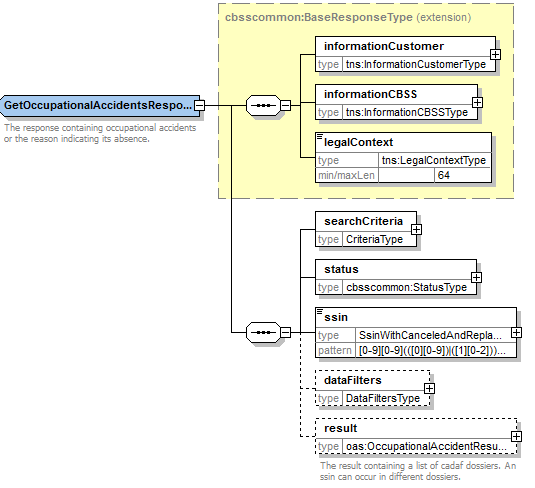 cbsscommon:BaseResponseType (extension)
informationCustomer
type tns:InformationCustomerType
informationCBSS
type tns:InformationCBSSType
legalContext
type tns:LegalContextType
min/maxLen 64
GetOccupationalAccidentsRespo...
The response containing occupational accidents
or the reason indicating its absence.
searchCriteria
type CriteriaType
status
type cbsscommon:StatusType
ssin
type SsinWithCanceledAndRepla...
pattern [0-9][0-9](([0][0-9])|([1][0-2]))...
dataFilters
type DataFiltersType
result
type oas:OccupationalAccidentResu...
The result containing a list of cadaf dossiers. An
ssin can occur in different dossiers.